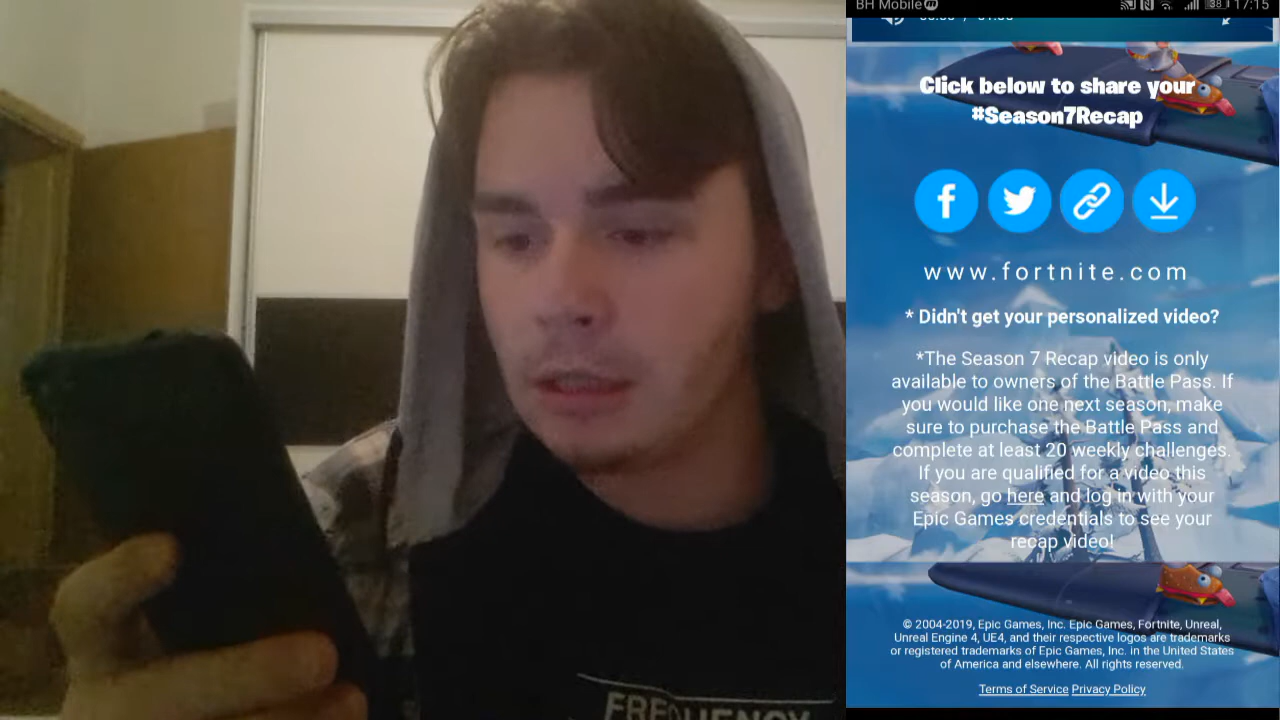 BH Mobile
38
17:15
Click below to share your
#Season7Recap
www.fortnite.com
* Didn't get your personalized video?
*The Season 7 Recap video is only
available to owners of the Battle Pass. If
you would like one next season, make
sure to purchase the Battle Pass and
complete at least 20 weekly challenges.
If you are qualified for a video this
season, go here and log in with your
Epic Games credentials to see your
recap video!
© 2004-2019, Epic Games, Inc. Epic Games, Fortnite, Unreal,
Unreal Engine 4, UE4, and their respective logos are trademarks
or registered trademarks of Epic Games, Inc. in the United States
of America and elsewhere. All rights reserved.
Terms of Service Privacy Policy
FREQUENCY